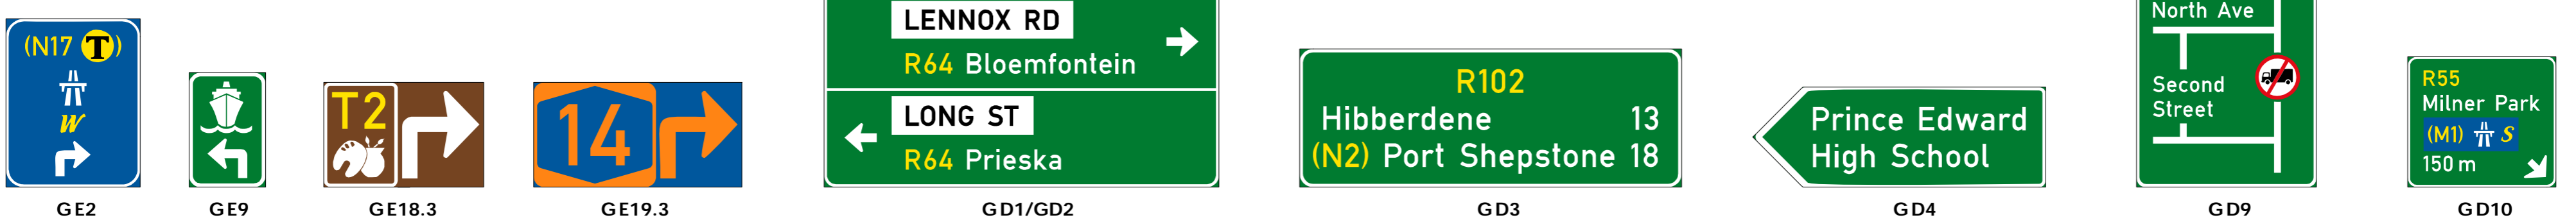 (N17 T)
W
GE2
GE9
T2
GE18.3
14
GE19.3
LENNOX RD
R64 Bloemfontein
LONG ST
R64 Prieska
GD1/GD2
R102
Hibberdene 13
(N2) Port Shepstone 18
GD3
Prince Edward
High School
GD4
North Ave
Second
Street
GD9
R55
Milner Park
(M1) S
150 m
GD10